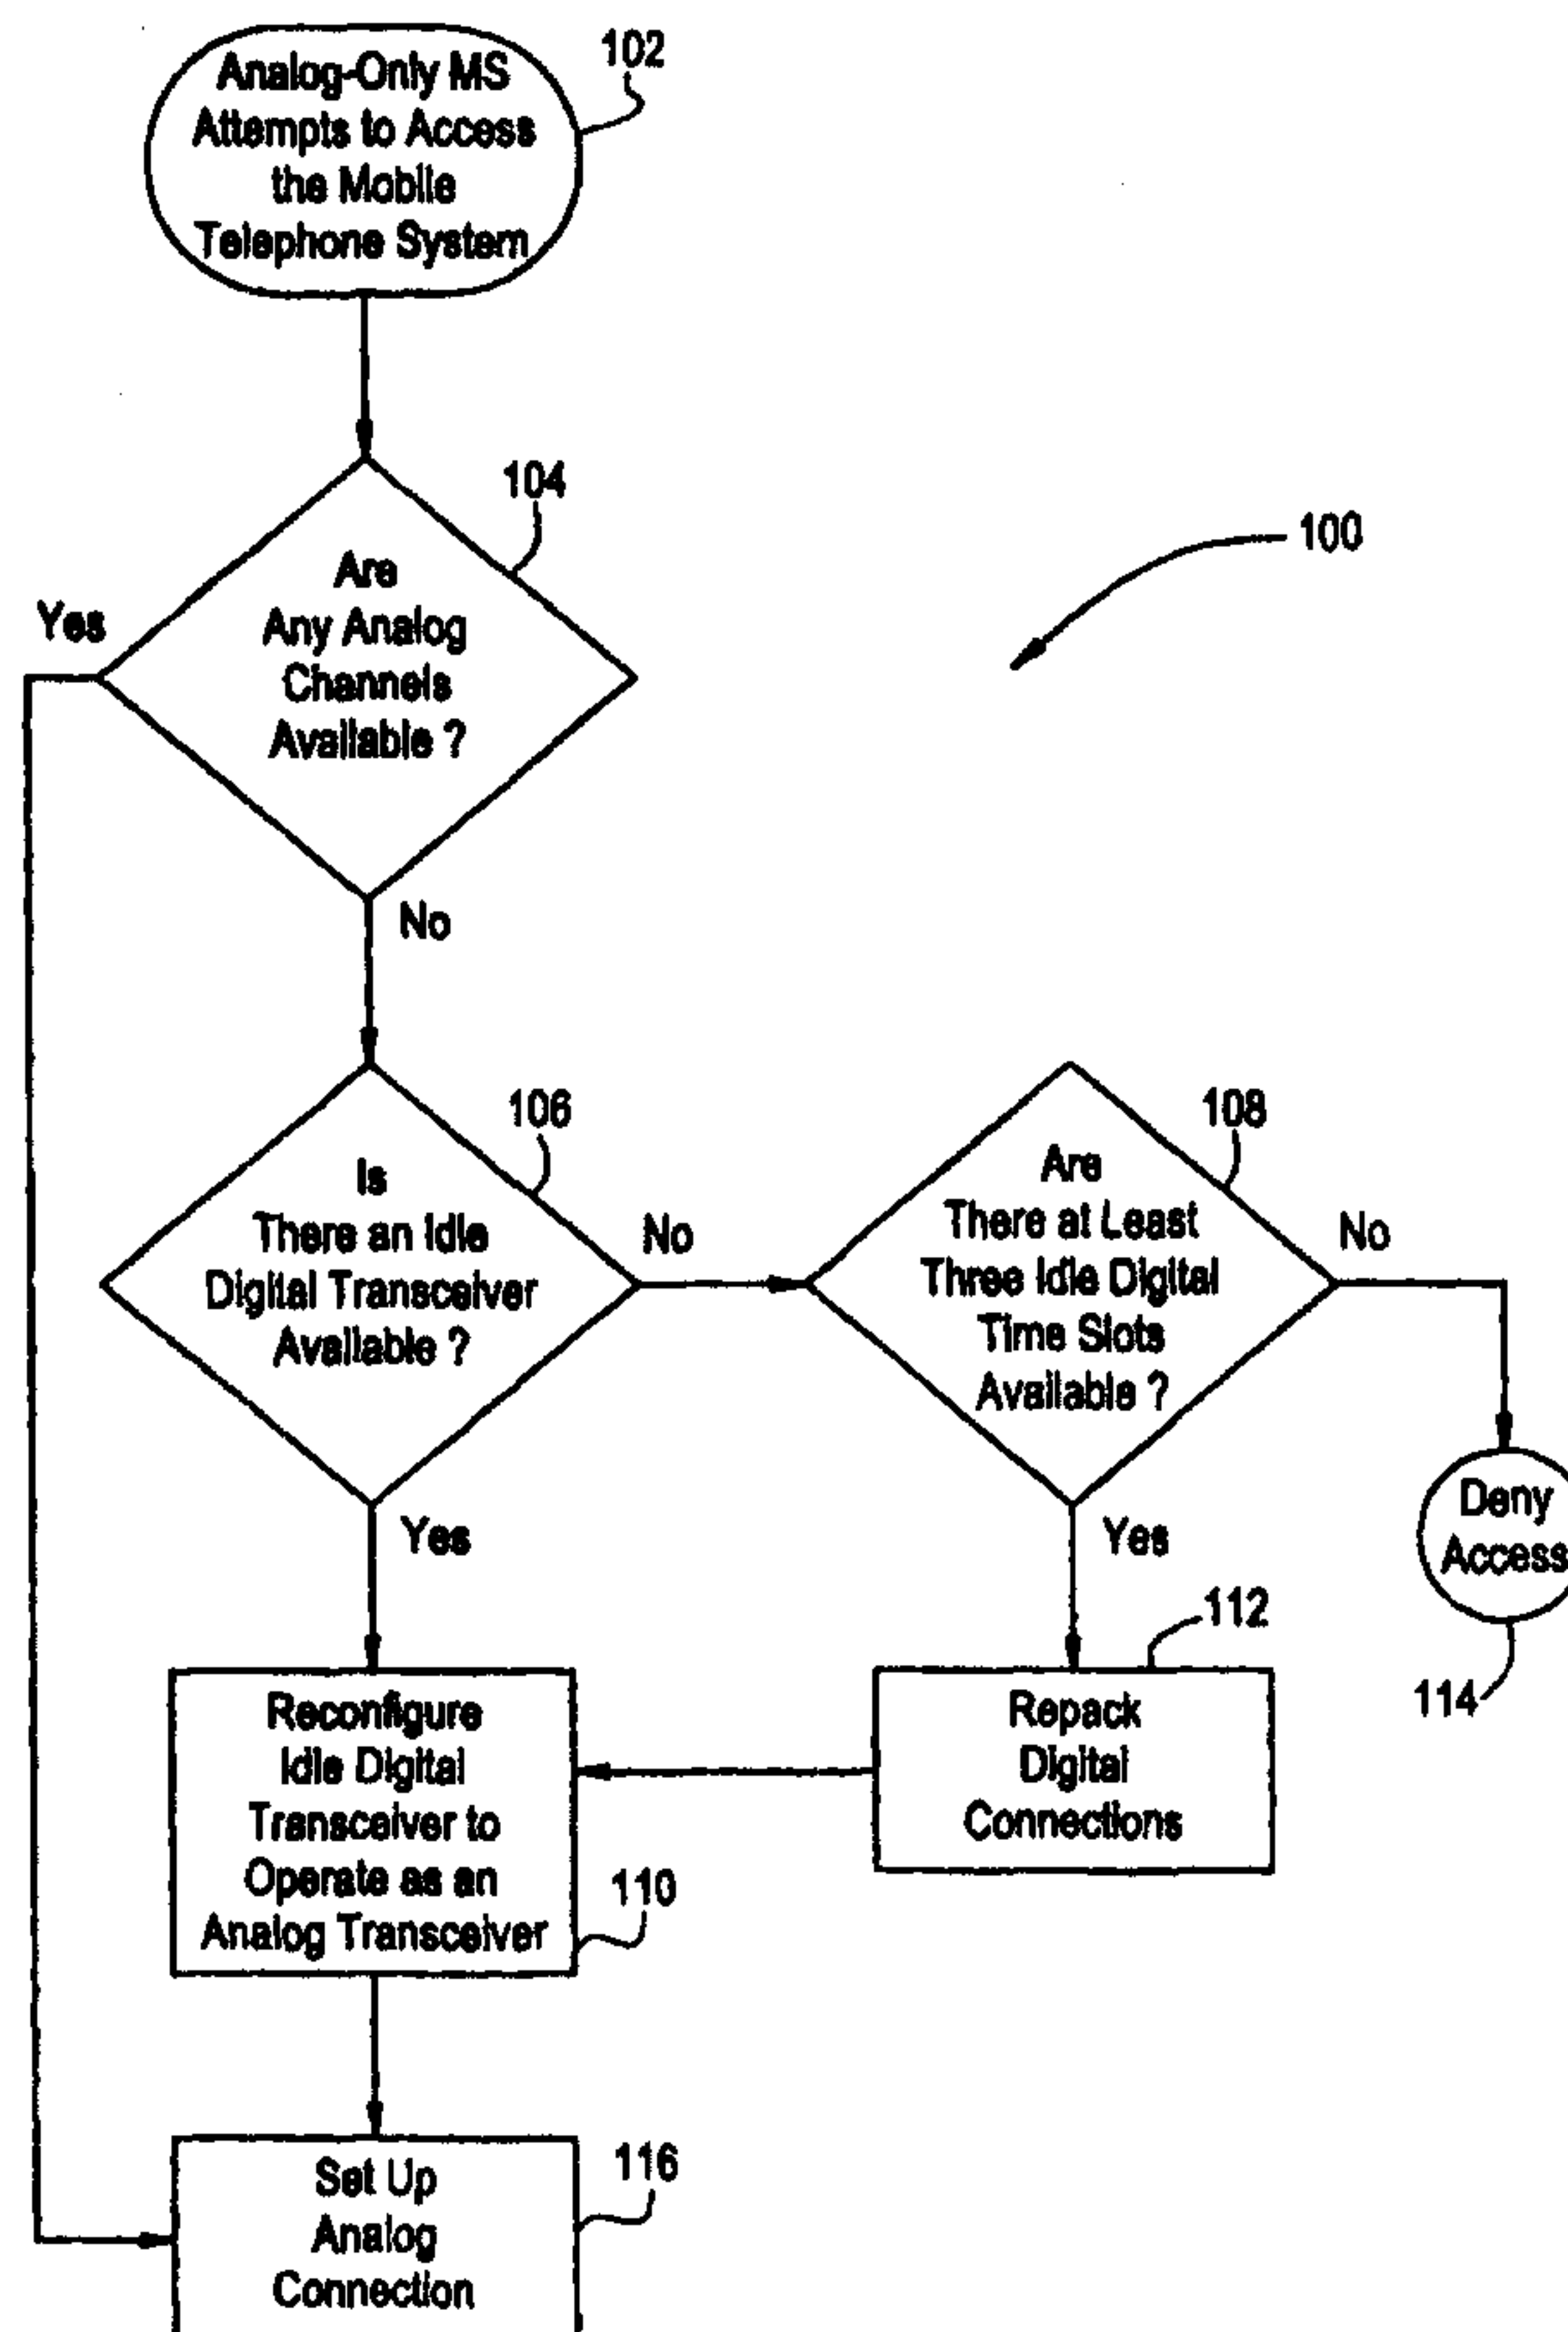 Analog-Only MS
Attempts to Access
the Mobile
Telephone System
102
104
Are
Any Analog
Channels
Available ?
Yes
No
100
106
Is
There an Idle
Digital Transceiver
Available ?
No
Yes
108
Are
There at Least
Three Idle Digital
Time Slots
Available ?
No
Yes
Deny
Access
114
112
Repack
Digital
Connections
Reconfigure
Idle Digital
Transceiver to
Operate as an
Analog Transceiver
110
Set Up
Analog
Connection
116